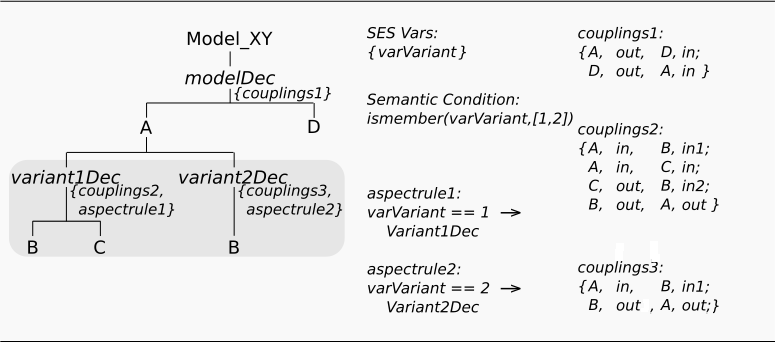 Model_XY
modelDec
{couplings1}
A
D
variant1Dec
{couplings2,
aspectrule1}
B
C
variant2Dec
{couplings3,
aspectrule2}
B
SES Vars:
{varVariant}
Semantic Condition:
ismember(varVariant,[1,2])
aspectrule1:
varVariant == 1 →
Variant1Dec
aspectrule2:
varVariant == 2 →
Variant2Dec
couplings1:
{A, out, D, in;
D, out, A, in }
couplings2:
{A, in, B, in1;
A, in, C, in;
C, out, B, in2;
B, out, A, out }
couplings3:
{A, in, B, in1;
B, out , A, out;}